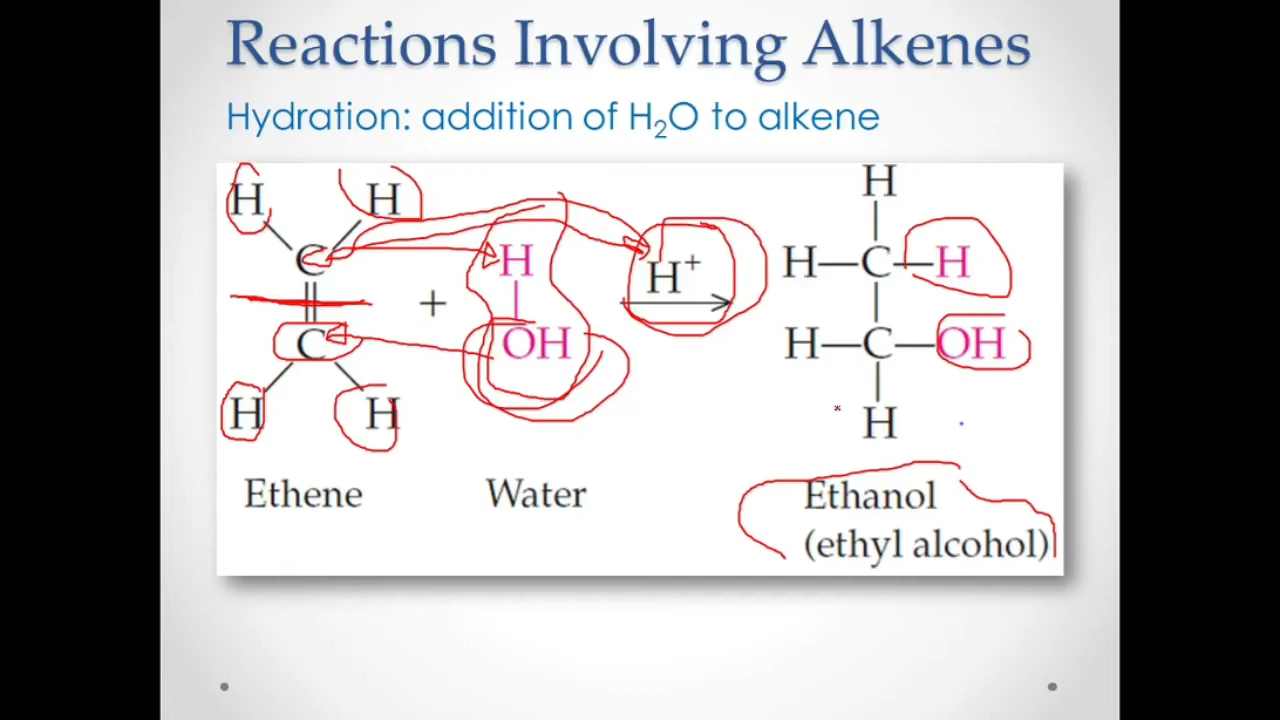 Reactions Involving Alkenes
Hydration: addition of H₂O to alkene
H H H
C H H⁺ H—C—H
+
C OH H—C—OH
H H H
Ethene Water Ethanol
(ethyl alcohol)